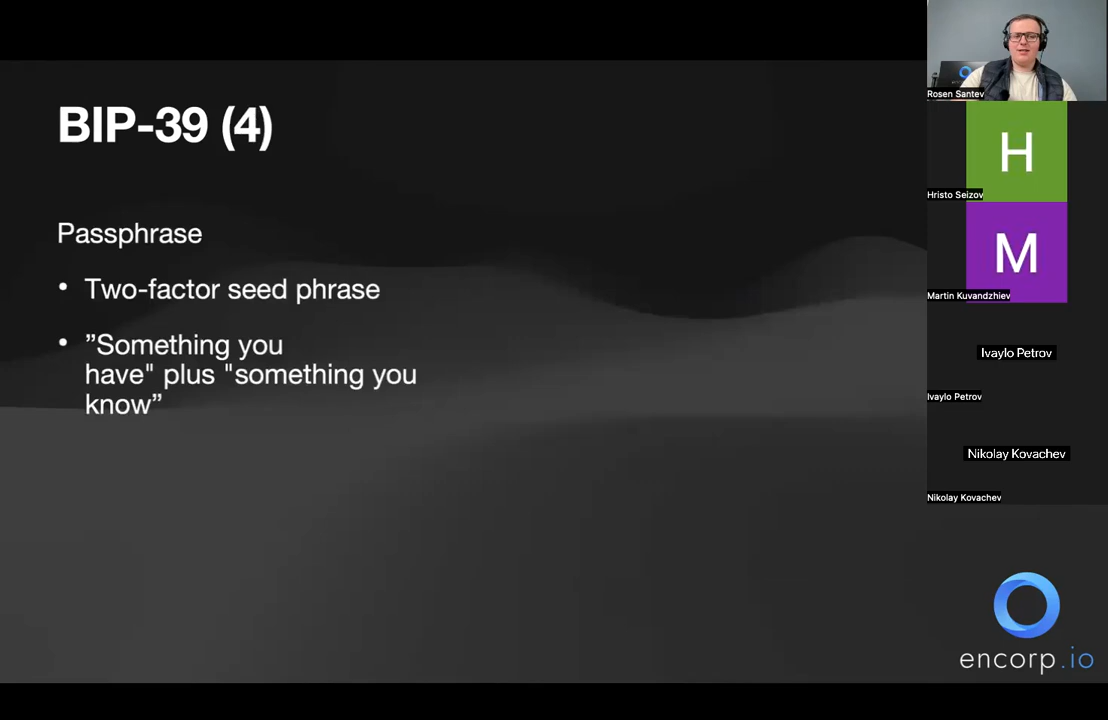 BIP-39 (4)
Passphrase
• Two-factor seed phrase
• ”Something you
have" plus "something you
know”
Rosen Santev
H
Hristo Seizov
M
Martin Kuvandzhiev
Ivaylo Petrov
Ivaylo Petrov
Nikolay Kovachev
Nikolay Kovachev
encorp.io